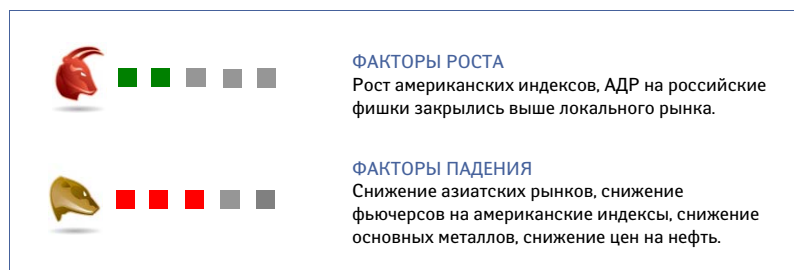 ФАКТОРЫ РОСТА
Рост американских индексов, АДР на российские
фишки закрылись выше локального рынка.
ФАКТОРЫ ПАДЕНИЯ
Снижение азиатских рынков, снижение
фьючерсов на американские индексы, снижение
основных металлов, снижение цен на нефть.